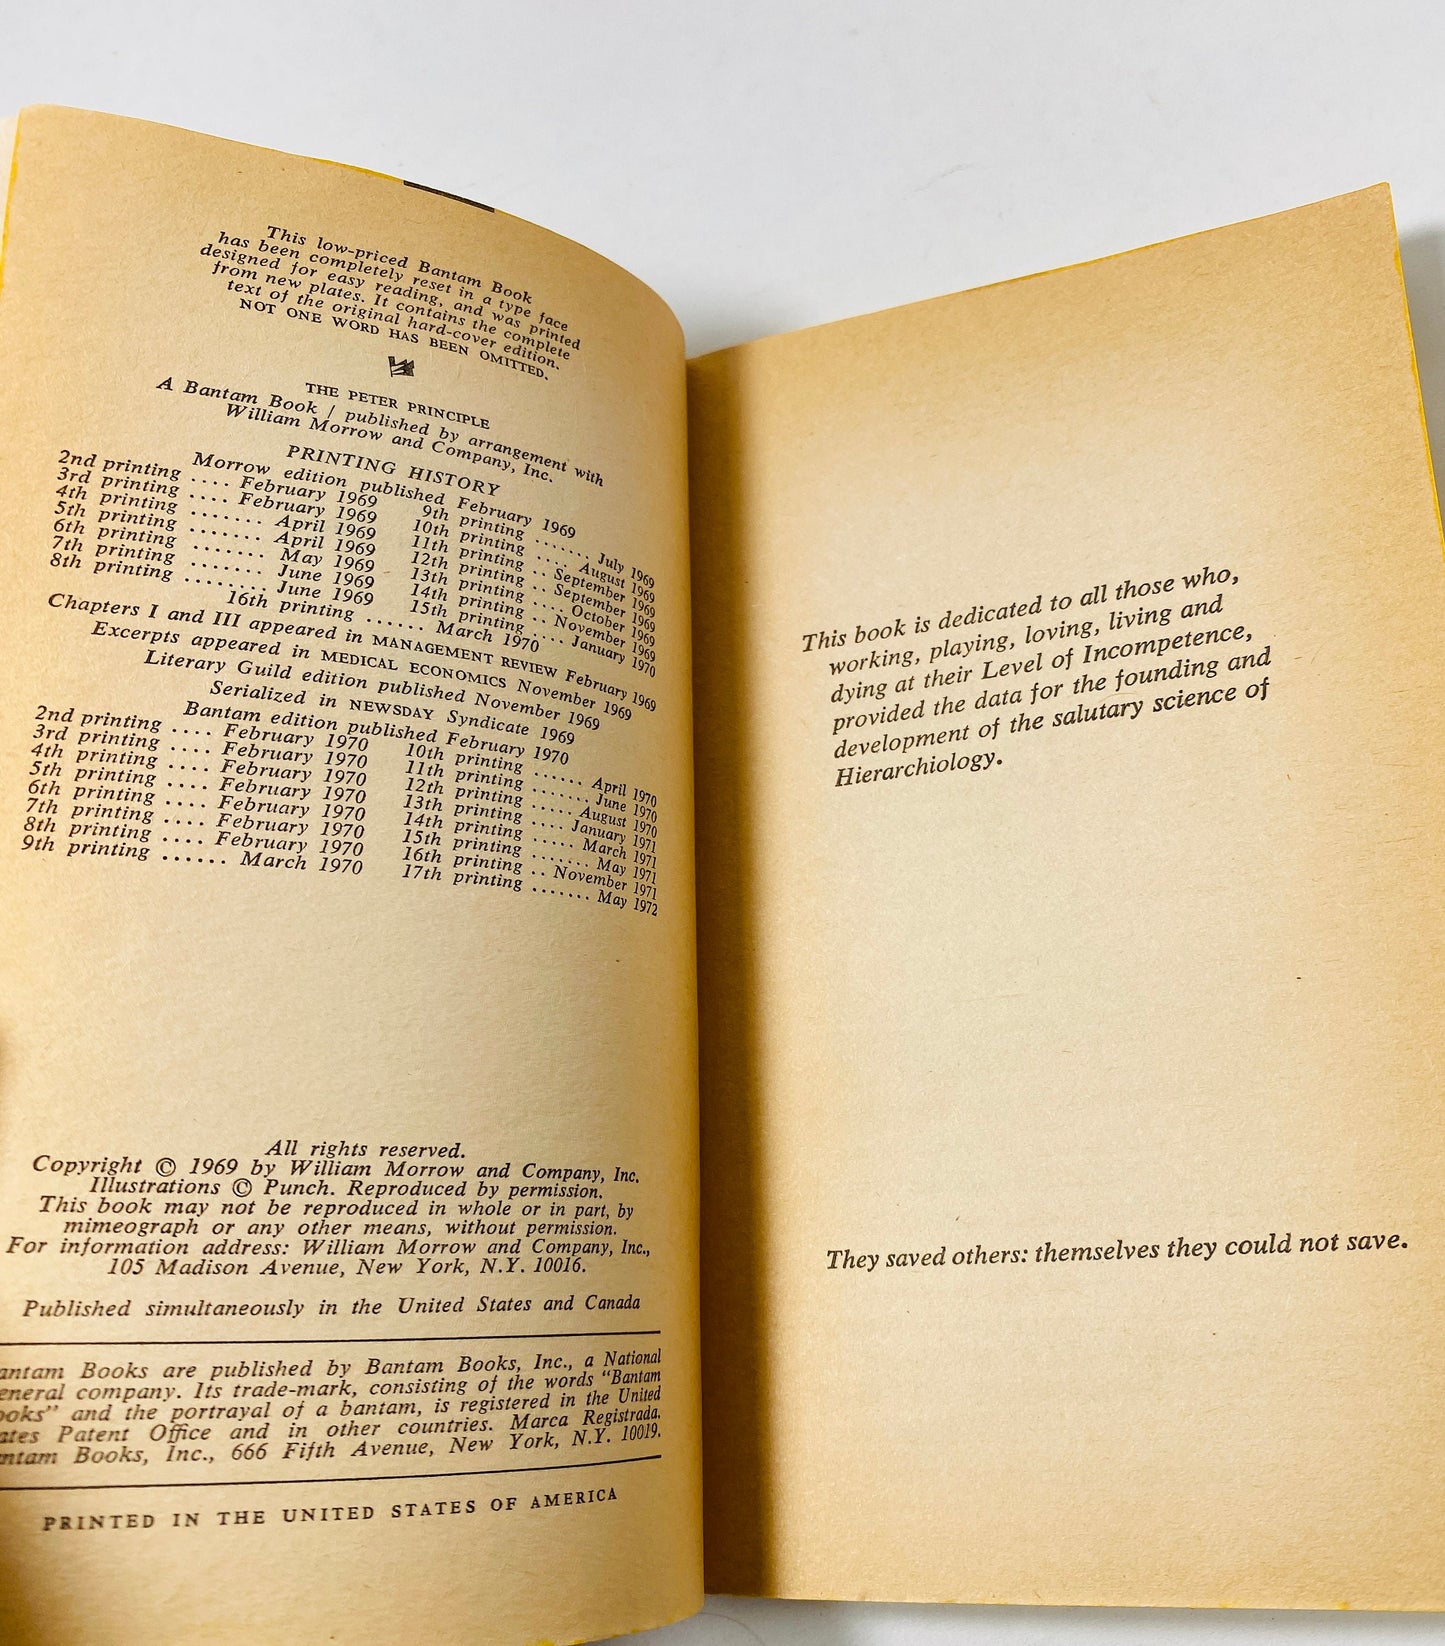 This low-priced Bantam Book
has been completely reset in a type face
designed for easy reading, and was printed
from new plates. It contains the complete
text of the original hard-cover edition.
NOT ONE WORD HAS BEEN OMITTED.
THE PETER PRINCIPLE
A Bantam Book / published by arrangement with
William Morrow and Company, Inc.
PRINTING HISTORY
Morrow edition published February 1969
2nd printing .... February 1969
3rd printing .... February 1969
4th printing ....... April 1969
5th printing ....... April 1969
6th printing ....... May 1969
7th printing ....... June 1969
8th printing ........ June 1969
9th printing ....... July 1969
10th printing .... August 1969
11th printing .. September 1969
12th printing .. September 1969
13th printing .... October 1969
14th printing .. November 1969
15th printing .... January 1970
16th printing ...... March 1970
Chapters I and III appeared in MANAGEMENT REVIEW February 1969
Excerpts appeared in MEDICAL ECONOMICS November 1969
Literary Guild edition published November 1969
Serialized in NEWSDAY Syndicate 1969
Bantam edition published February 1970
2nd printing .... February 1970
3rd printing .... February 1970
4th printing .... February 1970
5th printing .... February 1970
6th printing .... February 1970
7th printing .... February 1970
8th printing .... February 1970
9th printing ...... March 1970
10th printing ...... April 1970
11th printing ....... June 1970
12th printing ..... August 1970
13th printing .... January 1971
14th printing ..... March 1971
15th printing ....... May 1971
16th printing .. November 1971
17th printing ....... May 1972
All rights reserved.
Copyright © 1969 by William Morrow and Company, Inc.
Illustrations © Punch. Reproduced by permission.
This book may not be reproduced in whole or in part, by
mimeograph or any other means, without permission.
For information address: William Morrow and Company, Inc.,
105 Madison Avenue, New York, N.Y. 10016.
Published simultaneously in the United States and Canada
antam Books are published by Bantam Books, Inc., a National
eneral company. Its trade-mark, consisting of the words "Bantam
ooks" and the portrayal of a bantam, is registered in the United
ates Patent Office and in other countries. Marca Registrada.
ntam Books, Inc., 666 Fifth Avenue, New York, N.Y. 10019.
PRINTED IN THE UNITED STATES OF AMERICA
This book is dedicated to all those who,
working, playing, loving, living and
dying at their Level of Incompetence,
provided the data for the founding and
development of the salutary science of
Hierarchiology.
They saved others: themselves they could not save.